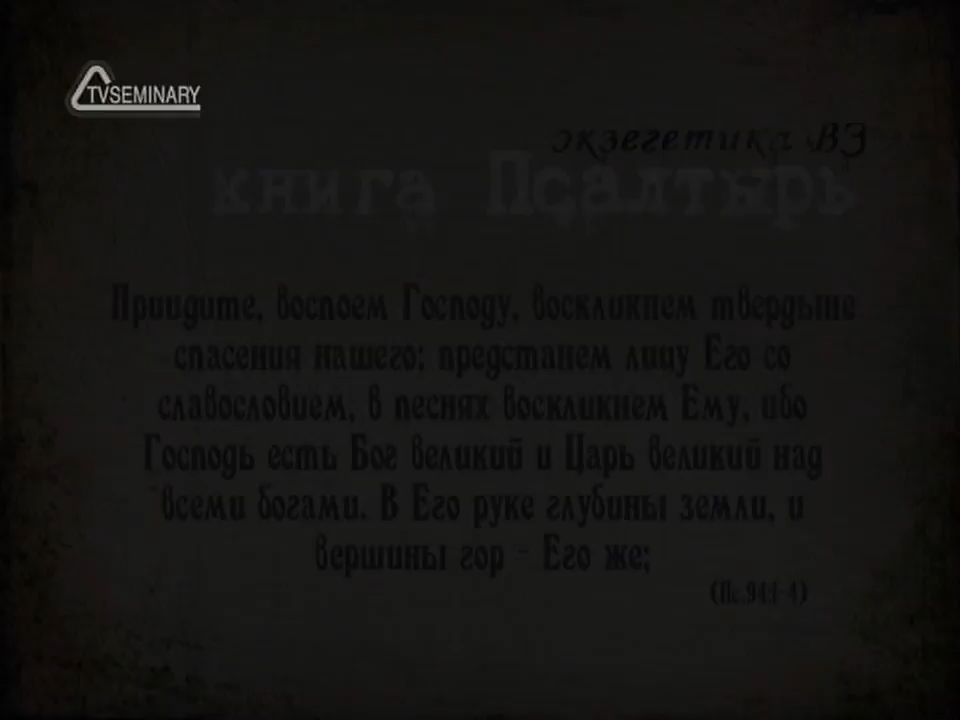 TVSEMINARY
экзегетика ВЗ
книга Псалтырь
Приидите, воспоем Господу, воскликнем твердыне
спасения нашего; предстанем лицу Его со
славословием, в песнях воскликнем Ему, ибо
Господь есть Бог великий и Царь великий над
всеми богами. В Его руке глубины земли, и
вершины гор - Его же;
(Пс.94:1-4)